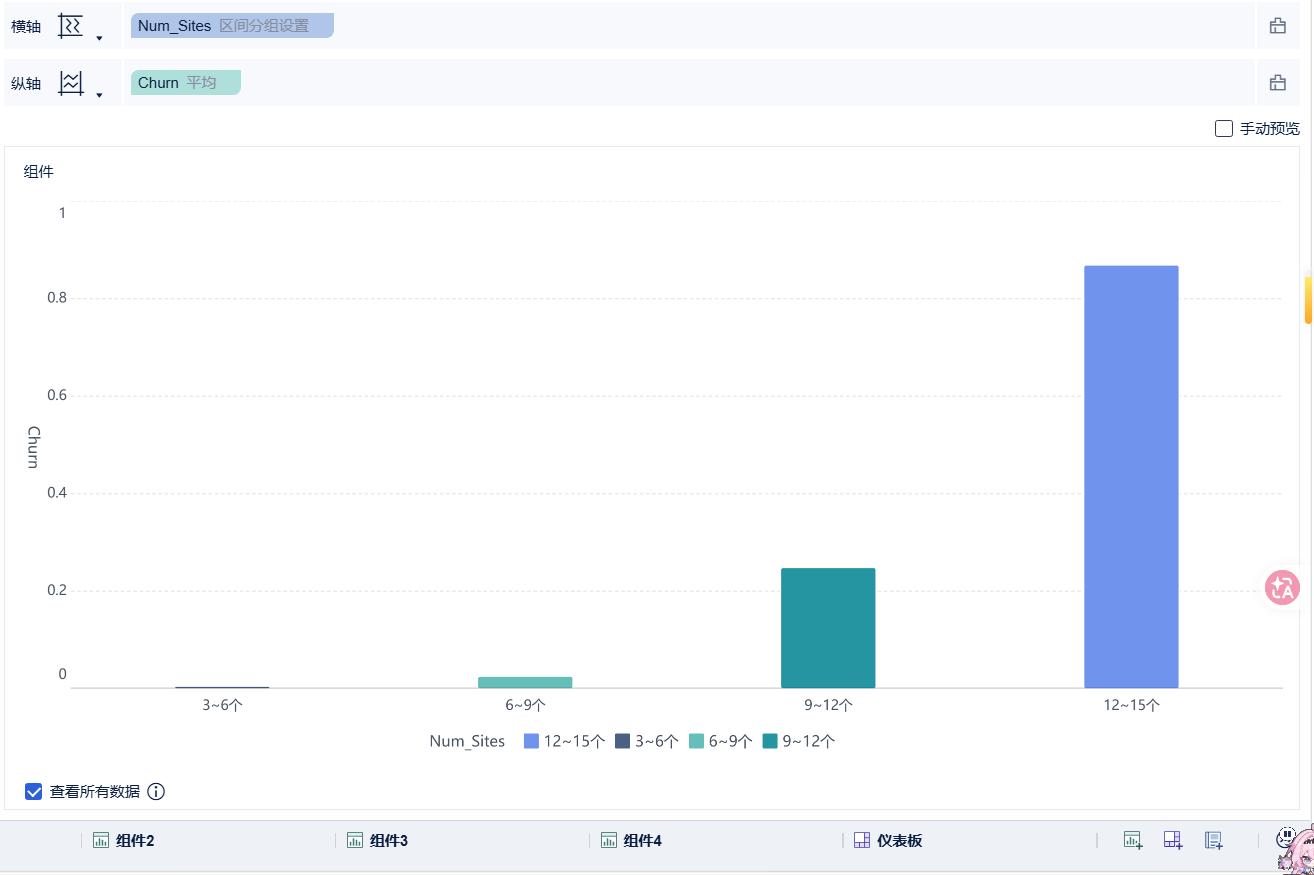 横轴 Num_Sites 区间分组设置
纵轴 Churn 平均
手动预览
组件
1
0.8
0.6
0.4
0.2
0
Churn
3~6个 6~9个 9~12个 12~15个
Num_Sites 12~15个 3~6个 6~9个 9~12个
查看所有数据
组件2 组件3 组件4 仪表板